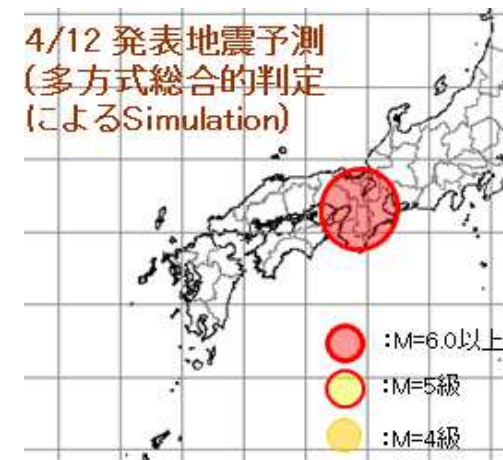 4/12 発表地震予測
(多方式総合的判定
によるSimulation)
:M=6.0以上
:M=5級
:M=4級